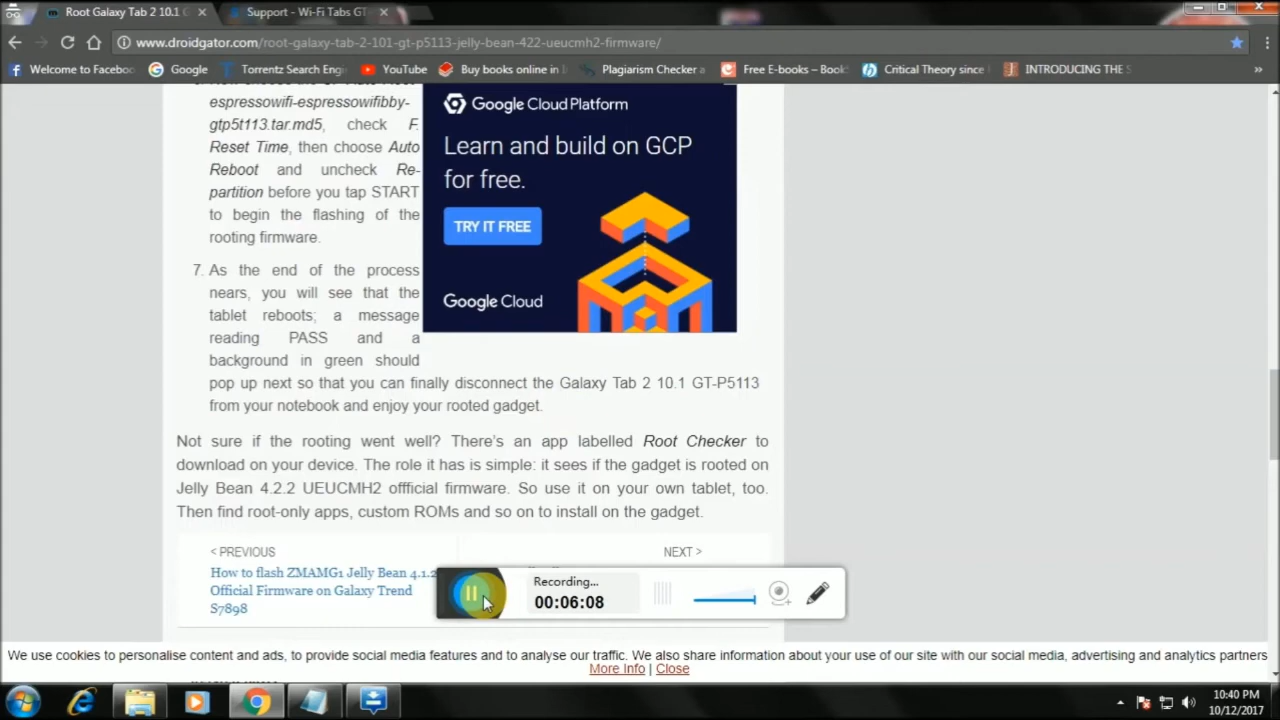 Root Galaxy Tab 2 10.1 G
Support - Wi-Fi Tabs GT
www.droidgator.com/root-galaxy-tab-2-101-gt-p5113-jelly-bean-422-ueucmh2-firmware/
Welcome to Faceboo
Google
Torrentz Search Engi
YouTube
Buy books online in
Plagiarism Checker a
Free E-books – Book
Critical Theory since
INTRODUCING THE S
»
espressowifi-espressowifibby-
gtp5t113.tar.md5, check F.
Reset Time, then choose Auto
Reboot and uncheck Re-
partition before you tap START
to begin the flashing of the
rooting firmware.
Google Cloud Platform
Learn and build on GCP
for free.
TRY IT FREE
Google Cloud
7. As the end of the process
nears, you will see that the
tablet reboots; a message
reading PASS and a
background in green should
pop up next so that you can finally disconnect the Galaxy Tab 2 10.1 GT-P5113
from your notebook and enjoy your rooted gadget.
Not sure if the rooting went well? There's an app labelled Root Checker to
download on your device. The role it has is simple: it sees if the gadget is rooted on
Jelly Bean 4.2.2 UEUCMH2 offficial firmware. So use it on your own tablet, too.
Then find root-only apps, custom ROMs and so on to install on the gadget.
< PREVIOUS
NEXT >
How to flash ZMAMG1 Jelly Bean 4.1.2
Official Firmware on Galaxy Trend
S7898
Recording...
00:06:08
We use cookies to personalise content and ads, to provide social media features and to analyse our traffic. We also share information about your use of our site with our social media, advertising and analytics partners
More Info | Close
10:40 PM
10/12/2017